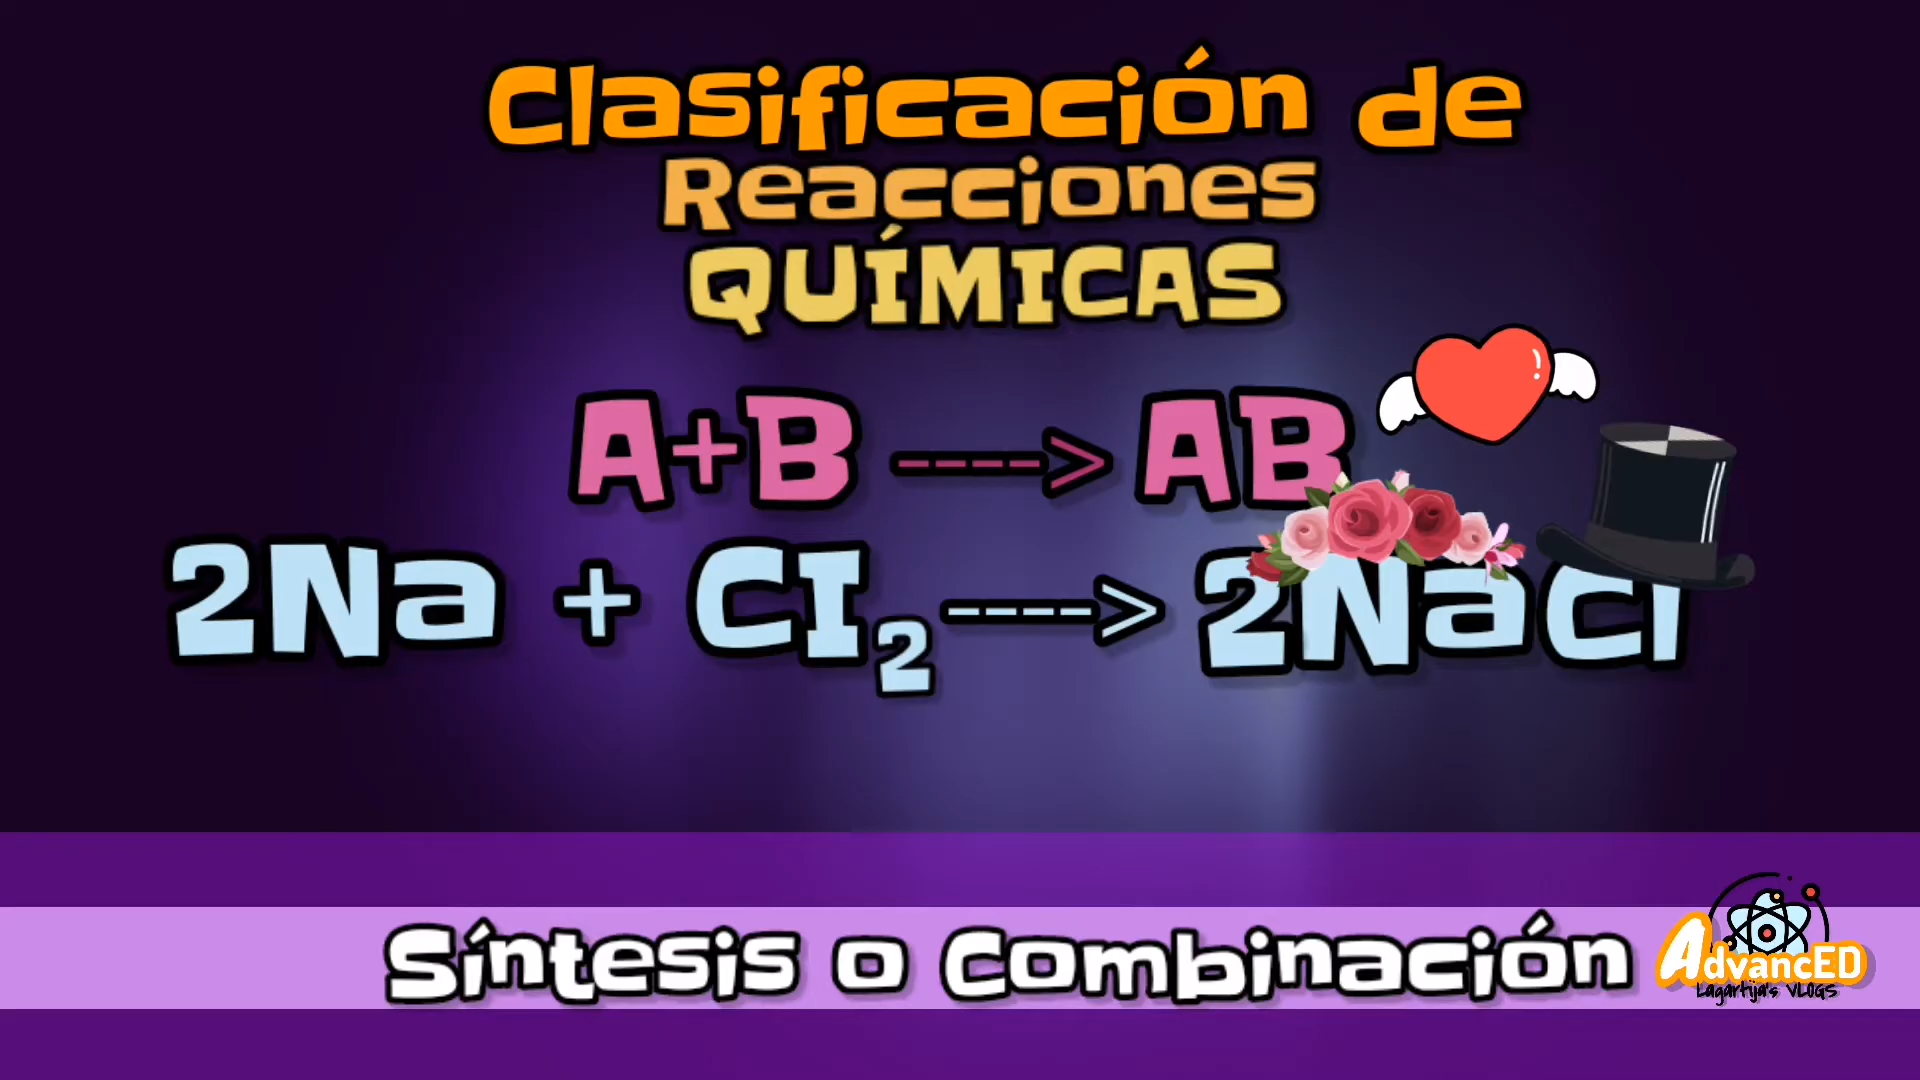 Clasificación de
Reacciones
QUÍMICAS
A+B ----> AB
2Na + CI₂ ----> 2NaCl
Síntesis o Combinación
AdvancED
Lagartija's VLOGS